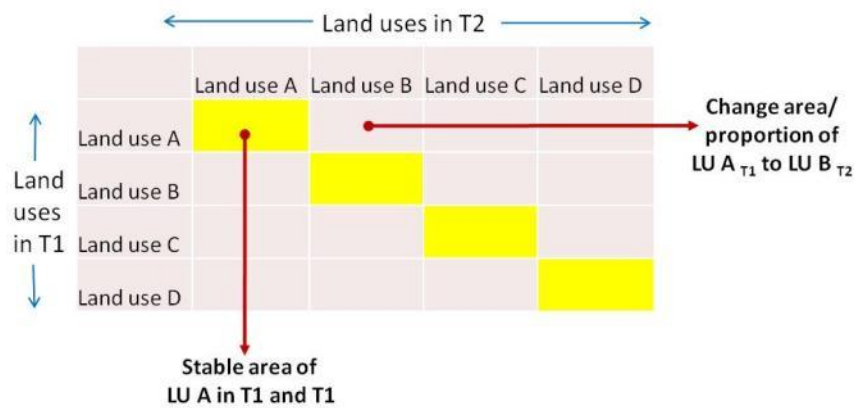 Land uses in T2
Land use A Land use B Land use C Land use D
Land use A
Land use B
Land use C
Land use D
Land
uses
in T1
Change area/
proportion of
LU A T1 to LU B T2
Stable area of
LU A in T1 and T1